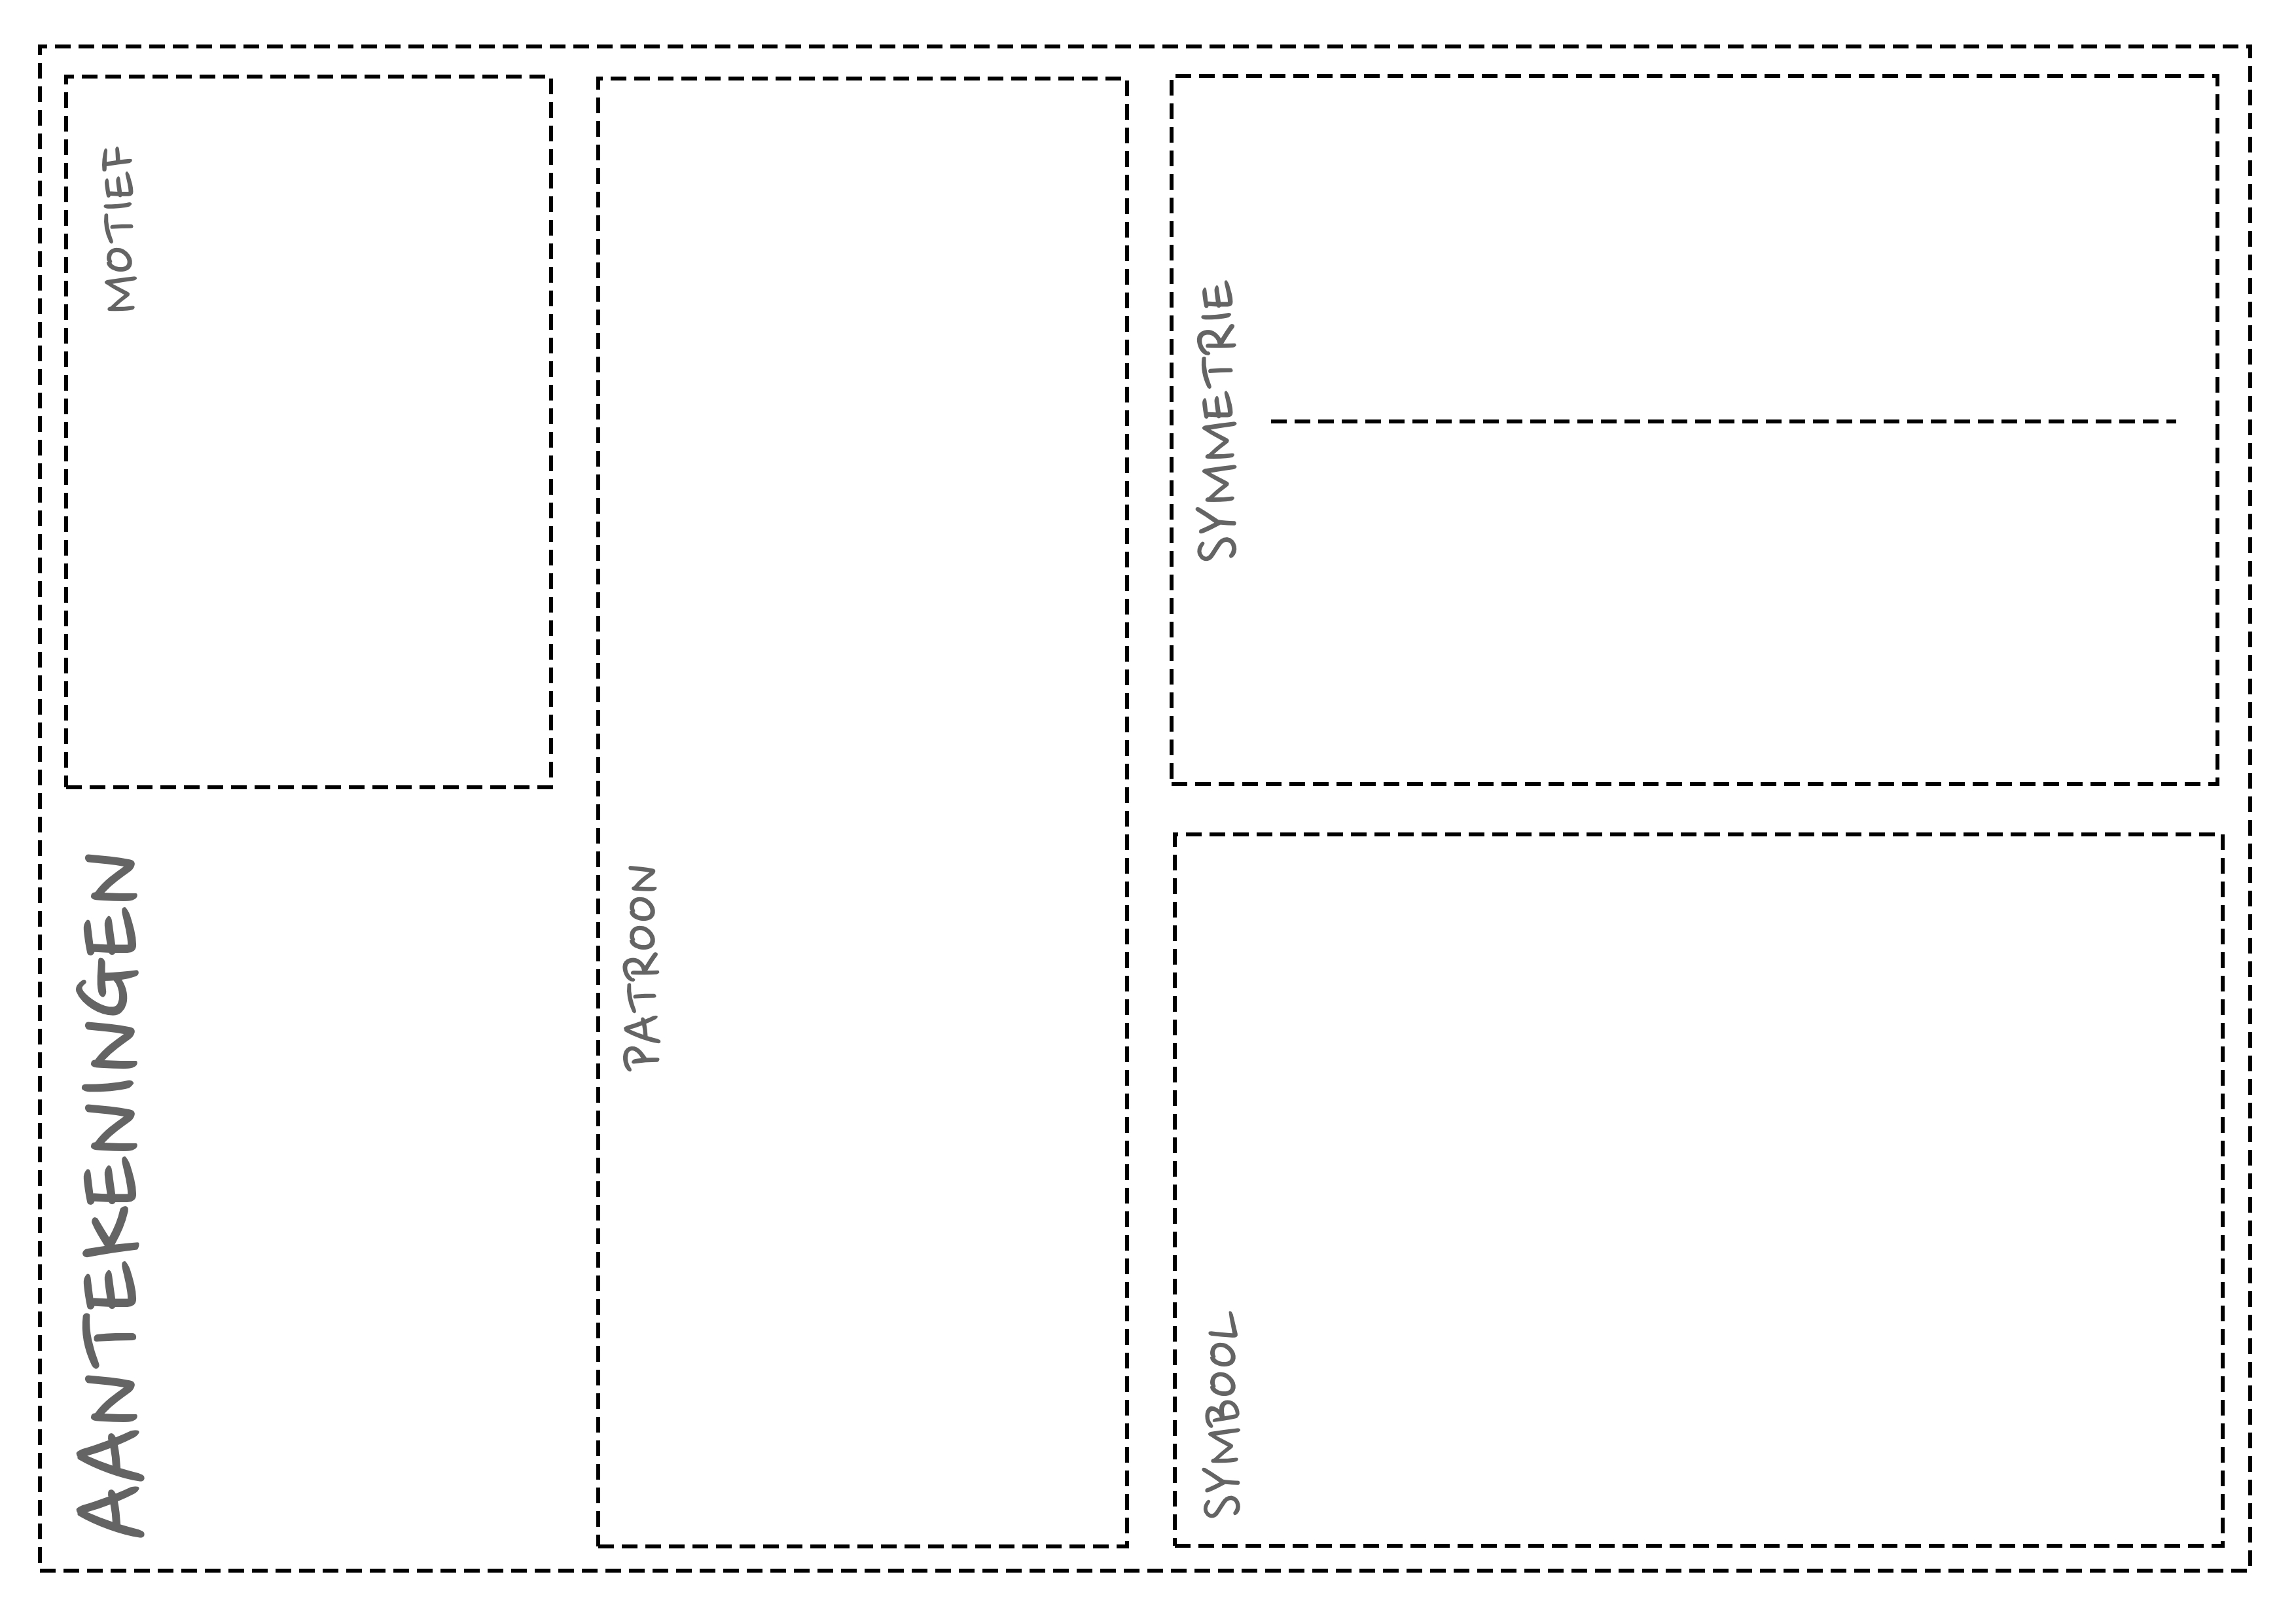 AANTEKENINGEN
MOTIEF
PATROON
SYMBOOL
SYMMETRIE